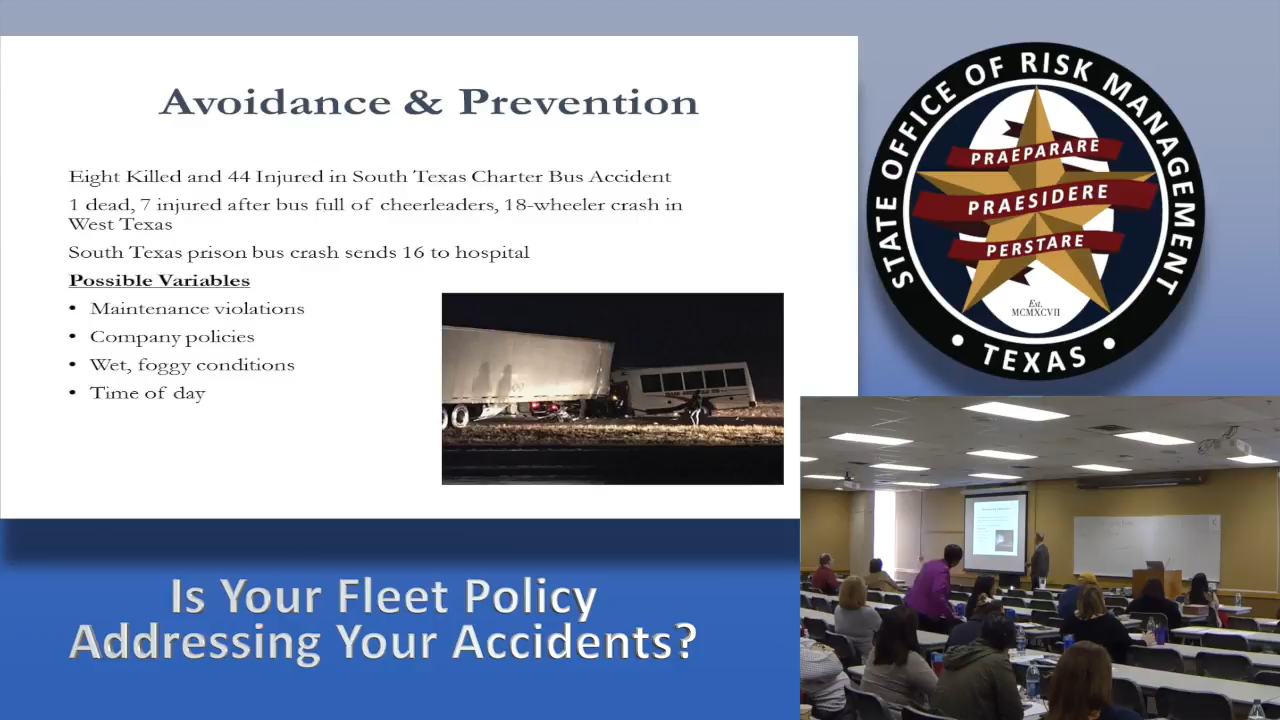 Avoidance & Prevention
Eight Killed and 44 Injured in South Texas Charter Bus Accident
1 dead, 7 injured after bus full of cheerleaders, 18-wheeler crash in
West Texas
South Texas prison bus crash sends 16 to hospital
Possible Variables
• Maintenance violations
• Company policies
• Wet, foggy conditions
• Time of day
STATE OFFICE OF RISK MANAGEMENT
PRAEPARARE
PRAESIDERE
PERSTARE
Est.
MCMXCVII
• TEXAS •
Is Your Fleet Policy
Addressing Your Accidents?